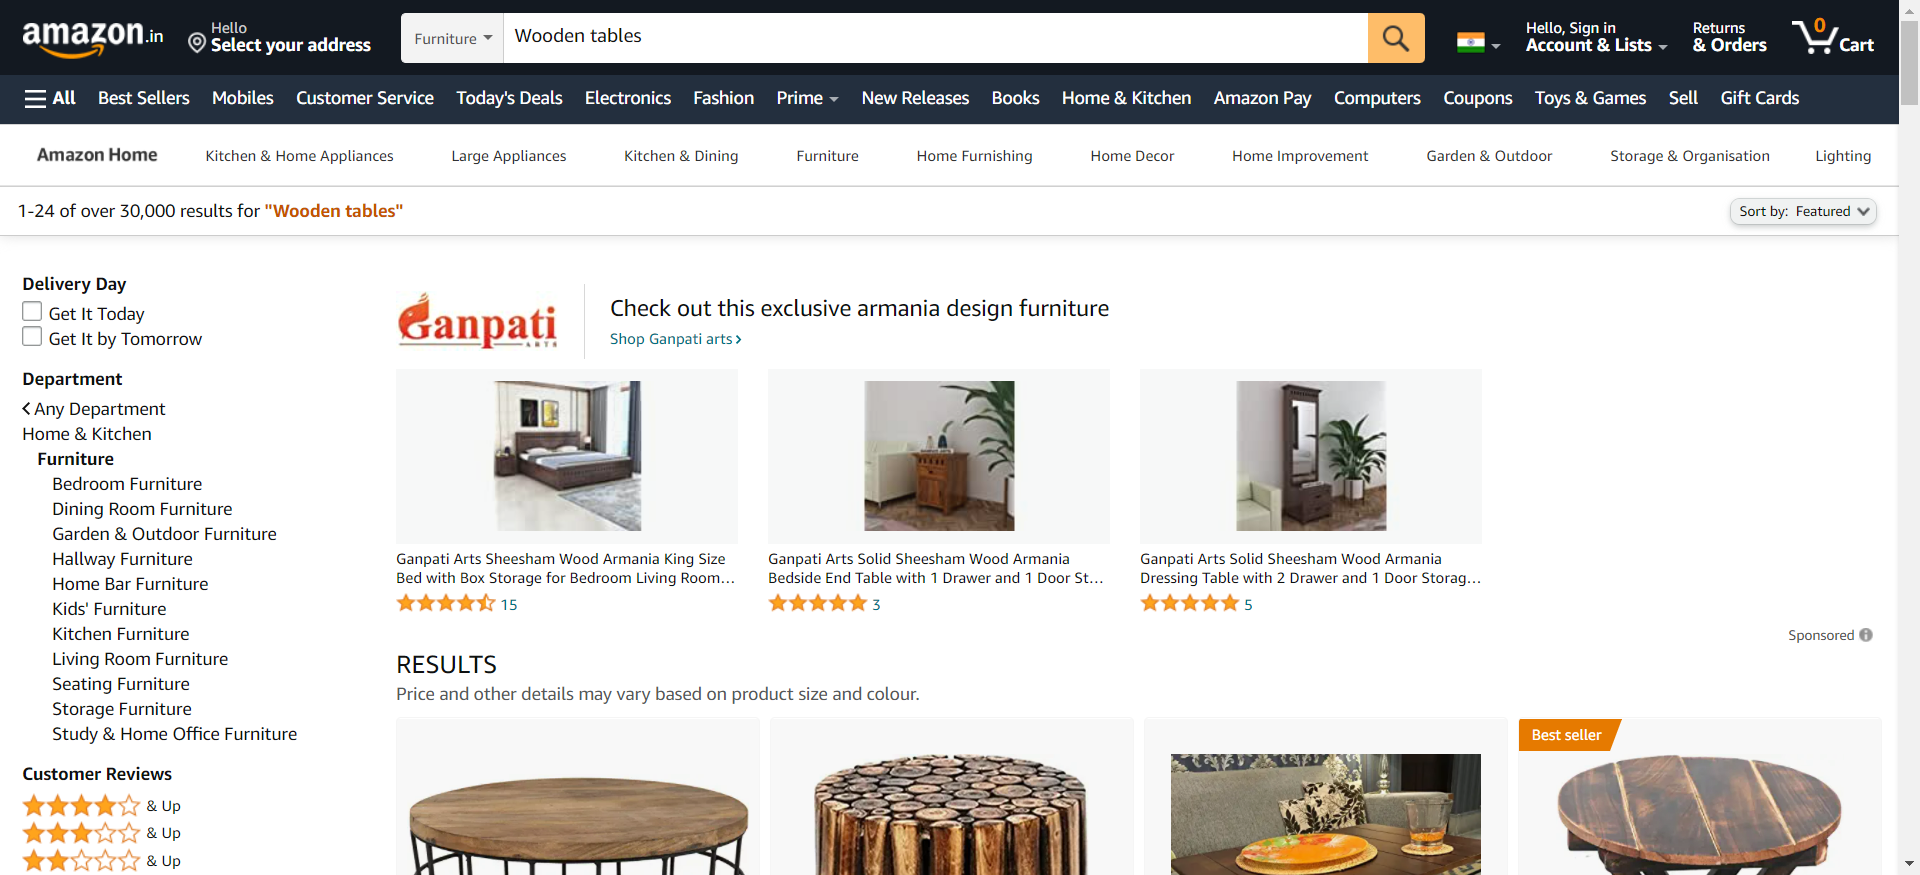 amazon.in
Hello
Select your address
Furniture
Wooden tables
Hello, Sign in
Account & Lists
Returns
& Orders
0
Cart
All
Best Sellers
Mobiles
Customer Service
Today's Deals
Electronics
Fashion
Prime
New Releases
Books
Home & Kitchen
Amazon Pay
Computers
Coupons
Toys & Games
Sell
Gift Cards
Amazon Home
Kitchen & Home Appliances
Large Appliances
Kitchen & Dining
Furniture
Home Furnishing
Home Decor
Home Improvement
Garden & Outdoor
Storage & Organisation
Lighting
1-24 of over 30,000 results for "Wooden tables"
Sort by: Featured
Delivery Day
Get It Today
Get It by Tomorrow
Department
Any Department
Home & Kitchen
Furniture
Bedroom Furniture
Dining Room Furniture
Garden & Outdoor Furniture
Hallway Furniture
Home Bar Furniture
Kids' Furniture
Kitchen Furniture
Living Room Furniture
Seating Furniture
Storage Furniture
Study & Home Office Furniture
Customer Reviews
& Up
& Up
& Up
Ganpati
ARTS
Check out this exclusive armania design furniture
Shop Ganpati arts
Ganpati Arts Sheesham Wood Armania King Size
Bed with Box Storage for Bedroom Living Room…
15
Ganpati Arts Solid Sheesham Wood Armania
Bedside End Table with 1 Drawer and 1 Door St…
3
Ganpati Arts Solid Sheesham Wood Armania
Dressing Table with 2 Drawer and 1 Door Storag…
5
Sponsored
RESULTS
Price and other details may vary based on product size and colour.
Best seller